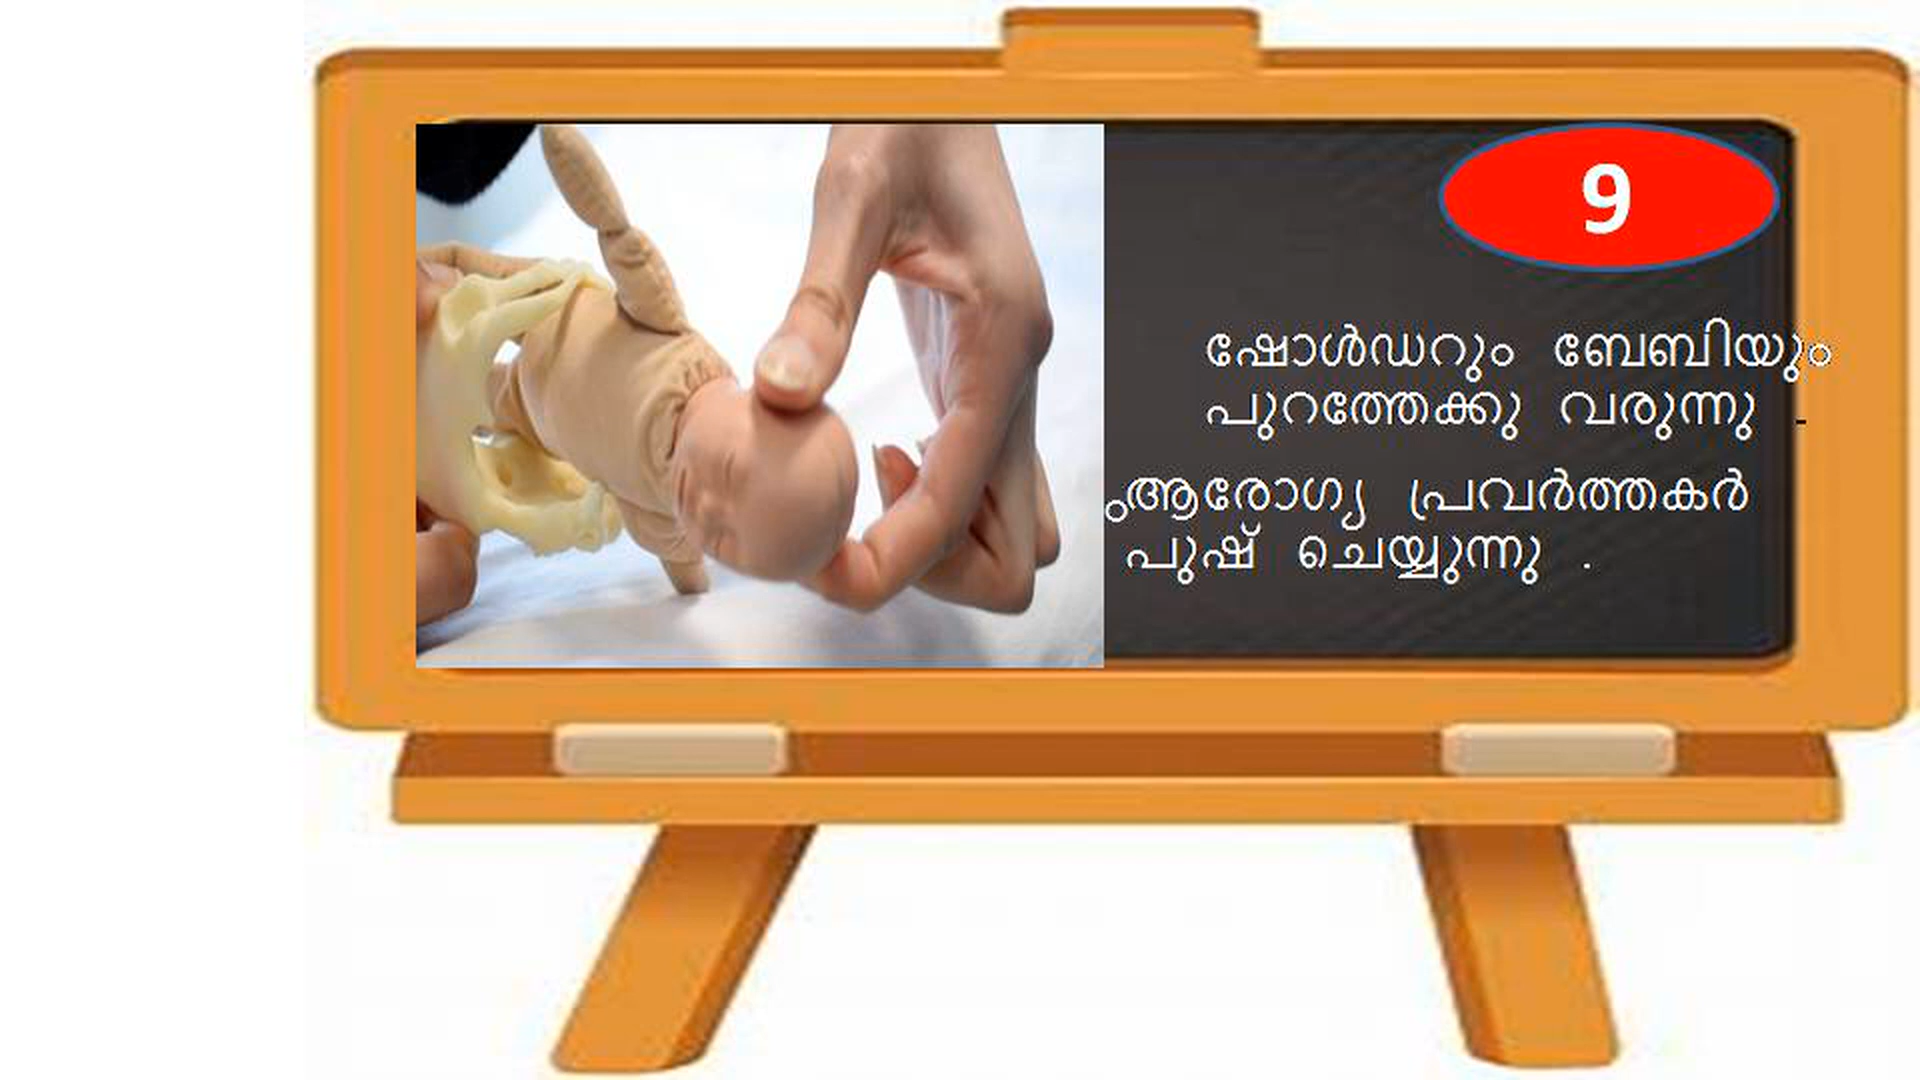 9
ഷോൾഡറും ബേബിയും
പുറത്തേക്കു വരുന്നു .
ംആരോഗ്യ പ്രവർത്തകർ
പുഷ് ചെയ്യുന്നു .